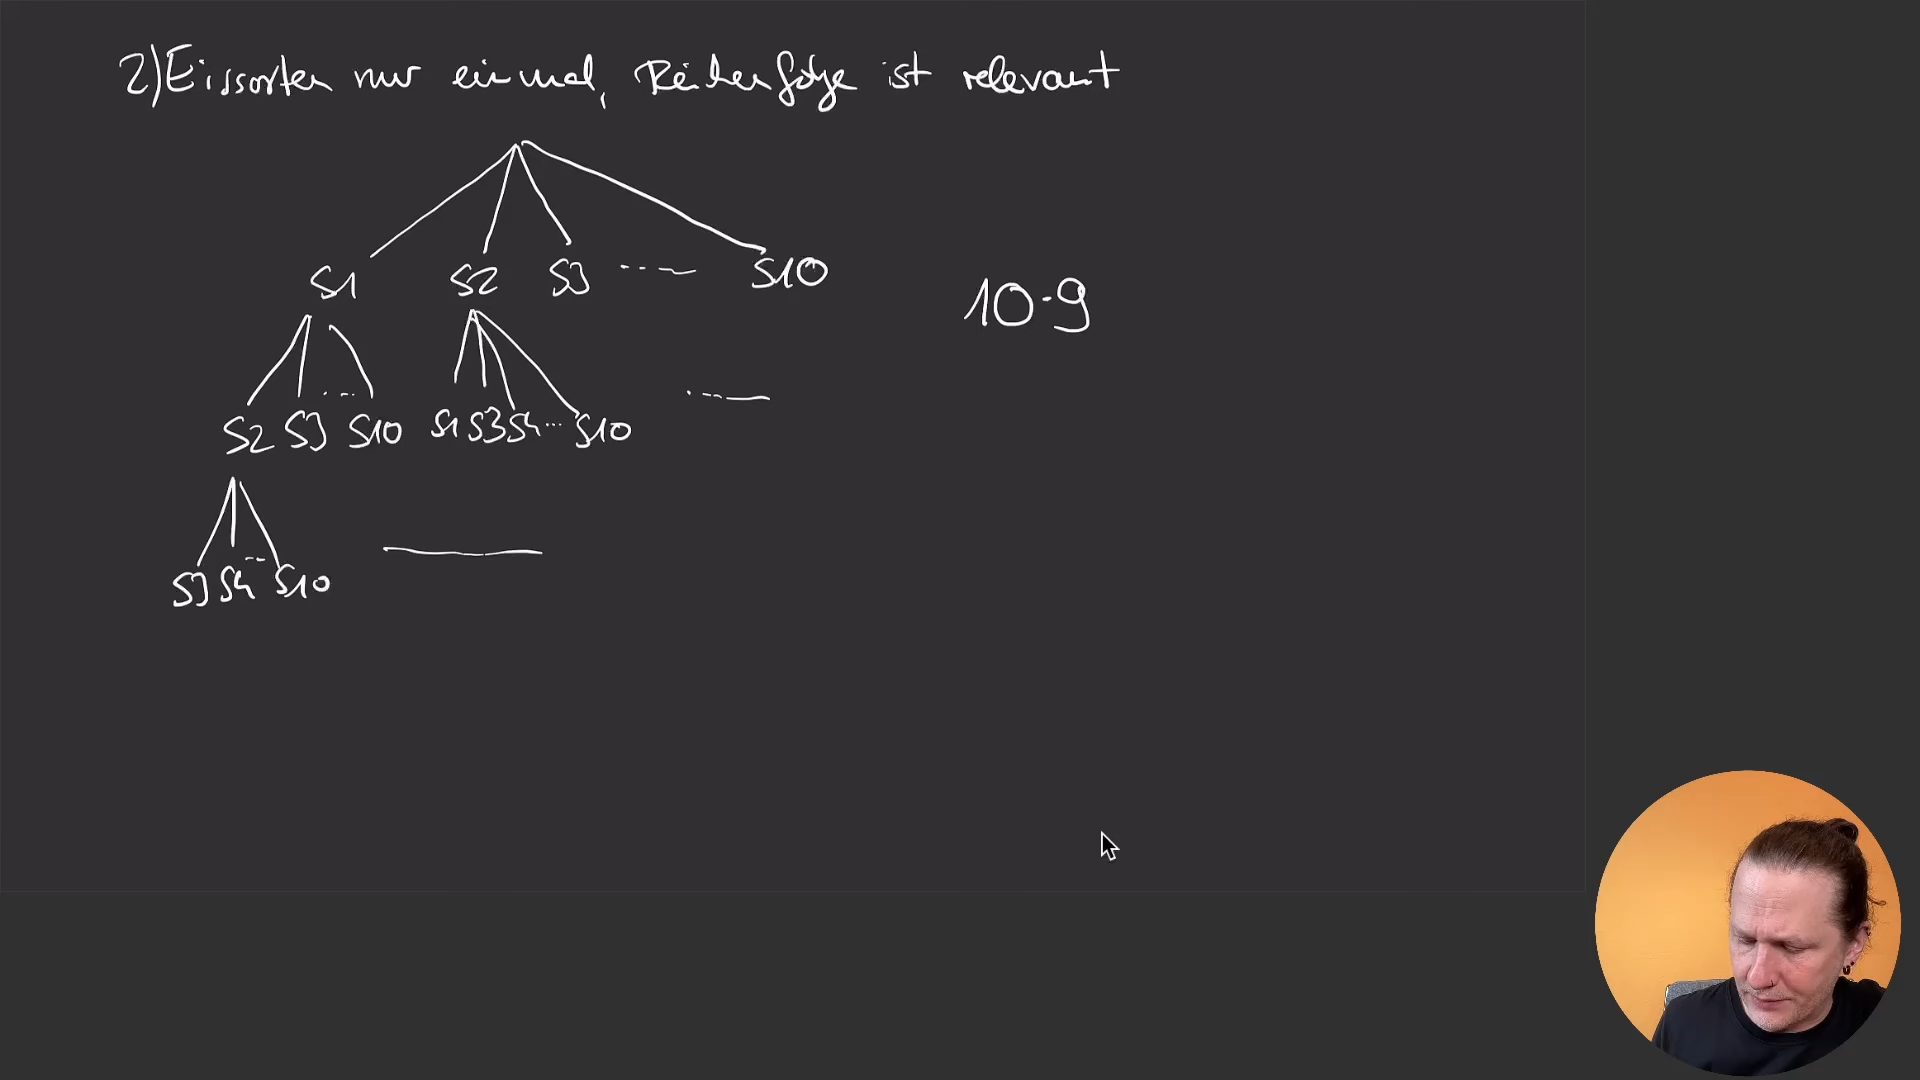 2) Eissorten nur einmal, Reihenfolge ist relevant
S1 S2 S3 ---- S10
10·9
S2 S3 ... S10 S1 S3 S4 ... S10
S3 S4 -- S10